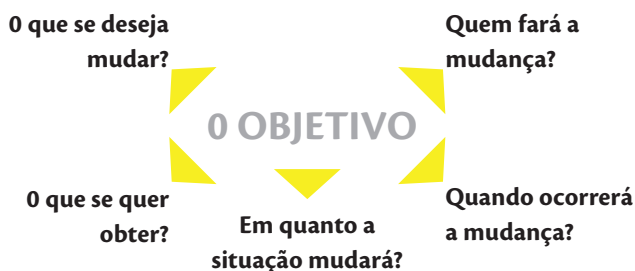 0 que se deseja
mudar?
Quem fará a
mudança?
0 OBJETIVO
0 que se quer
obter?
Em quanto a
situação mudará?
Quando ocorrerá
a mudança?